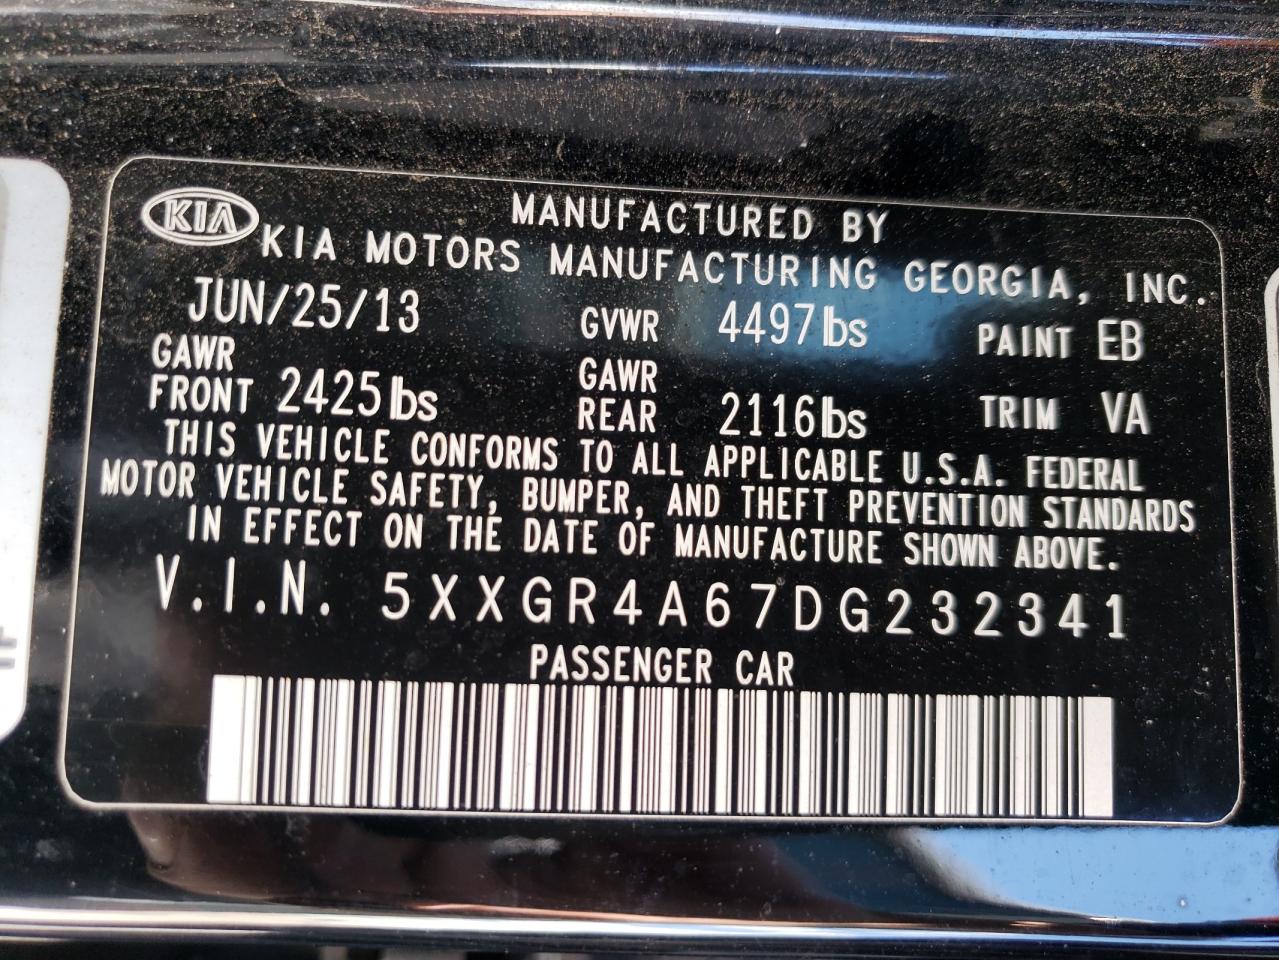 KIA
MANUFACTURED BY
KIA MOTORS MANUFACTURING GEORGIA, INC.
JUN/25/13 GVWR 4497lbs PAINT EB
GAWR FRONT 2425lbs GAWR REAR 2116lbs TRIM VA
THIS VEHICLE CONFORMS TO ALL APPLICABLE U.S.A. FEDERAL
MOTOR VEHICLE SAFETY, BUMPER, AND THEFT PREVENTION STANDARDS
IN EFFECT ON THE DATE OF MANUFACTURE SHOWN ABOVE.
V.I.N. 5XXGR4A67DG232341
PASSENGER CAR